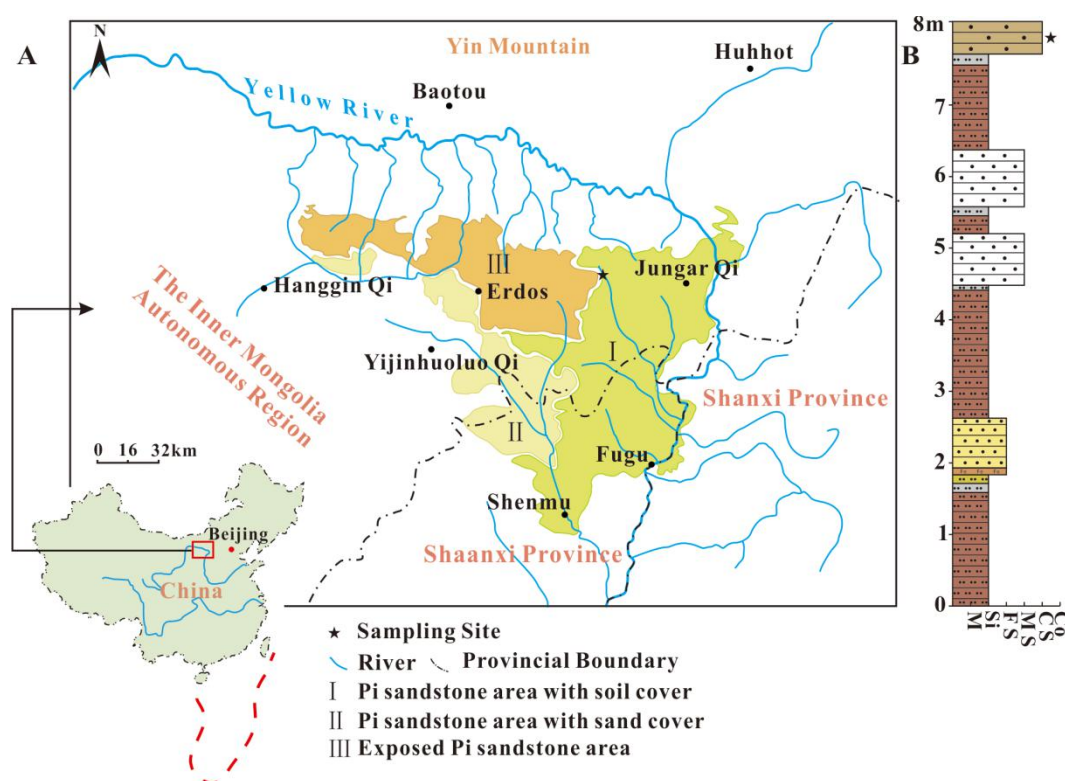 A
N
Yin Mountain
Huhhot
Baotou
Yellow River
Hanggin Qi
III
Erdos
Jungar Qi
The Inner Mongolia
Autonomous Region
Yijinhuoluo Qi
I
Shanxi Province
II
Fugu
Shenmu
Shaanxi Province
0 16 32km
Beijing
China
★ Sampling Site
River Provincial Boundary
I Pi sandstone area with soil cover
II Pi sandstone area with sand cover
III Exposed Pi sandstone area
B
8m
★
7
6
5
4
3
2
1
0
M
Si
FS
MS
CS
Co